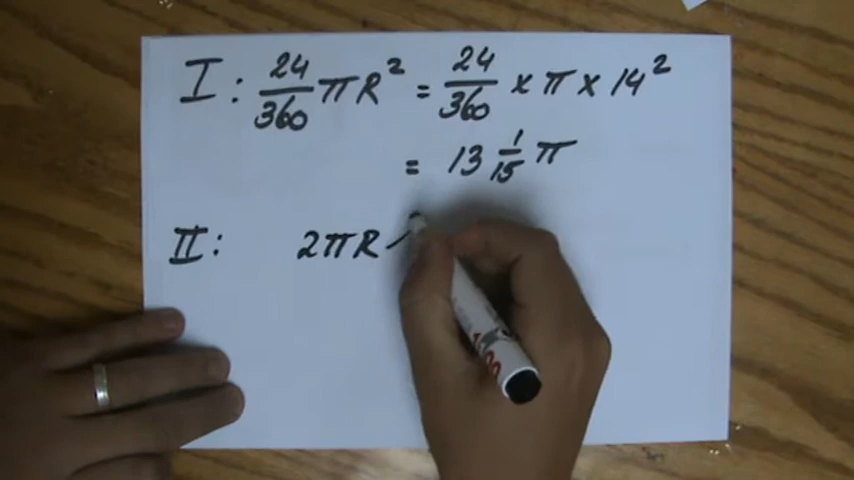 I: 24/360 πR² = 24/360 × π × 14²
= 13 1/15 π
II: 2πR